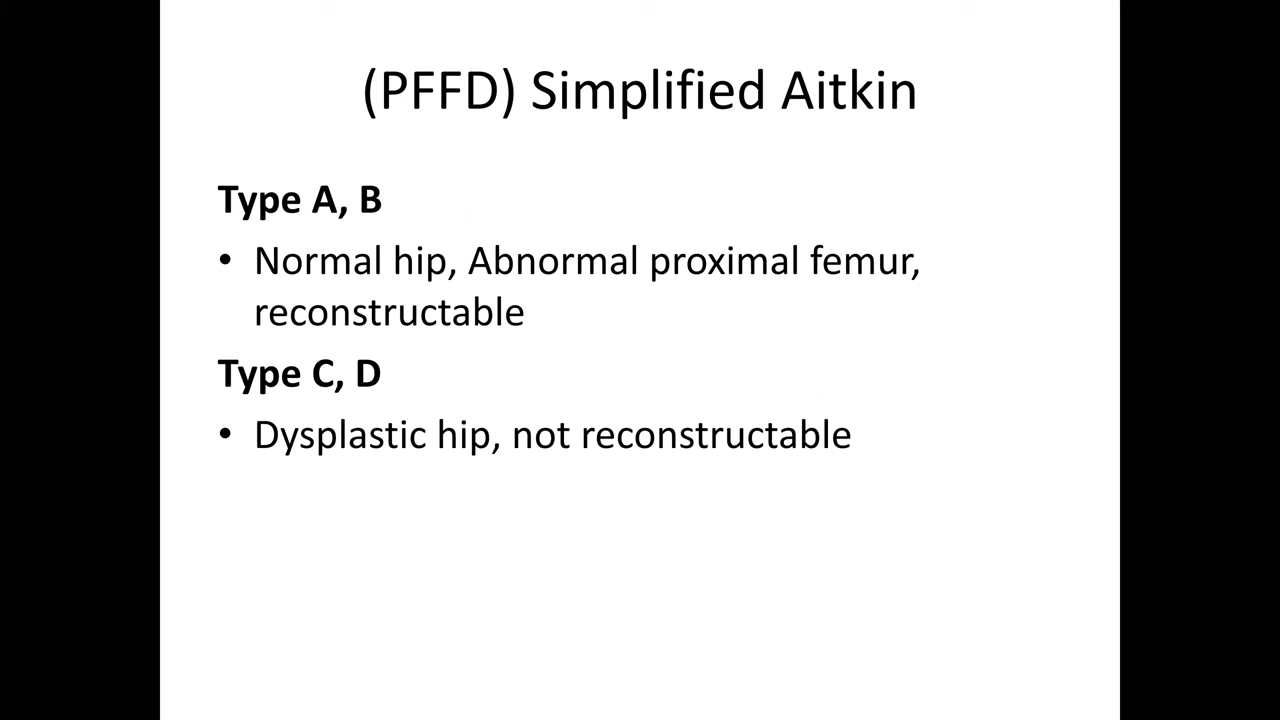 (PFFD) Simplified Aitkin
Type A, B
• Normal hip, Abnormal proximal femur,
reconstructable
Type C, D
• Dysplastic hip, not reconstructable